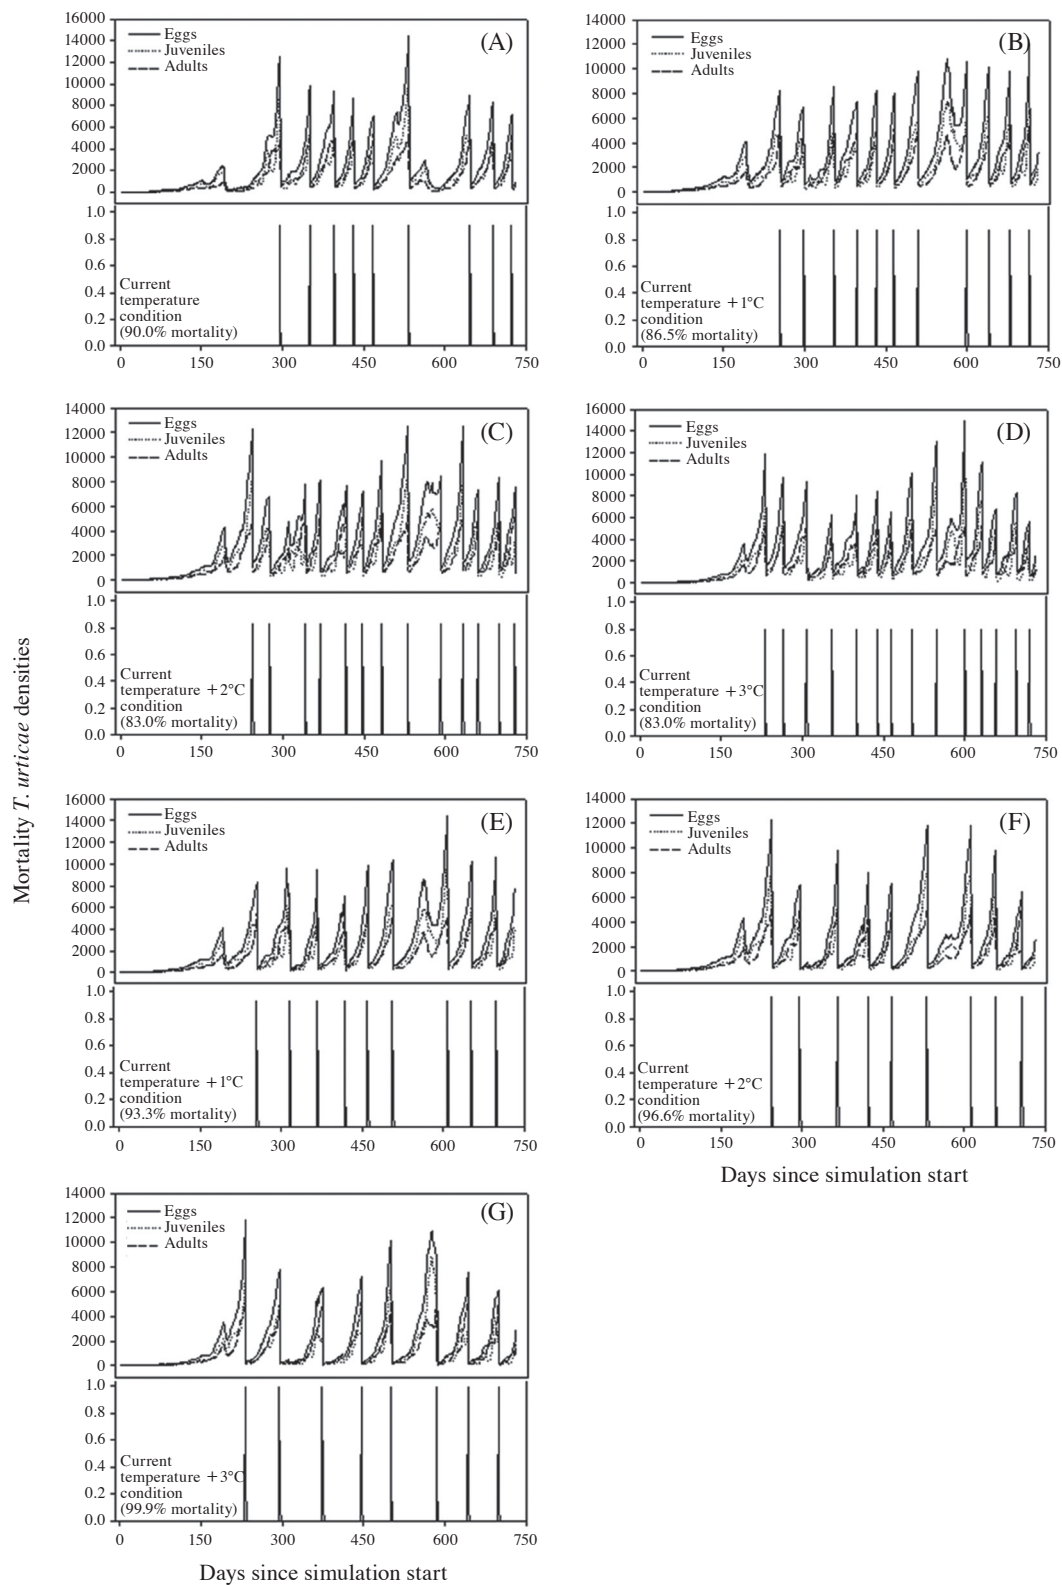 Mortality T. urticae densities
16000
14000
12000
10000
8000
6000
4000
2000
0
Eggs
Juveniles
Adults
(A)
1.0
0.8
0.6
0.4
0.2
0.0
Current
temperature
condition
(90.0% mortality)
0 150 300 450 600 750
14000
12000
10000
8000
6000
4000
2000
0
Eggs
Juveniles
Adults
(B)
1.0
0.8
0.6
0.4
0.2
0.0
Current
temperature +1°C
condition
(86.5% mortality)
0 150 300 450 600 750
14000
12000
10000
8000
6000
4000
2000
0
Eggs
Juveniles
Adults
(C)
1.0
0.8
0.6
0.4
0.2
0.0
Current
temperature +2°C
condition
(83.0% mortality)
0 150 300 450 600 750
16000
14000
12000
10000
8000
6000
4000
2000
0
Eggs
Juveniles
Adults
(D)
1.0
0.8
0.6
0.4
0.2
0.0
Current
temperature +3°C
condition
(83.0% mortality)
0 150 300 450 600 750
16000
14000
12000
10000
8000
6000
4000
2000
0
Eggs
Juveniles
Adults
(E)
1.0
0.8
0.6
0.4
0.2
0.0
Current
temperature +1°C
condition
(93.3% mortality)
0 150 300 450 600 750
14000
12000
10000
8000
6000
4000
2000
0
Eggs
Juveniles
Adults
(F)
1.0
0.8
0.6
0.4
0.2
0.0
Current
temperature +2°C
condition
(96.6% mortality)
0 150 300 450 600 750
Days since simulation start
14000
12000
10000
8000
6000
4000
2000
0
Eggs
Juveniles
Adults
(G)
1.0
0.8
0.6
0.4
0.2
0.0
Current
temperature +3°C
condition
(99.9% mortality)
0 150 300 450 600 750
Days since simulation start